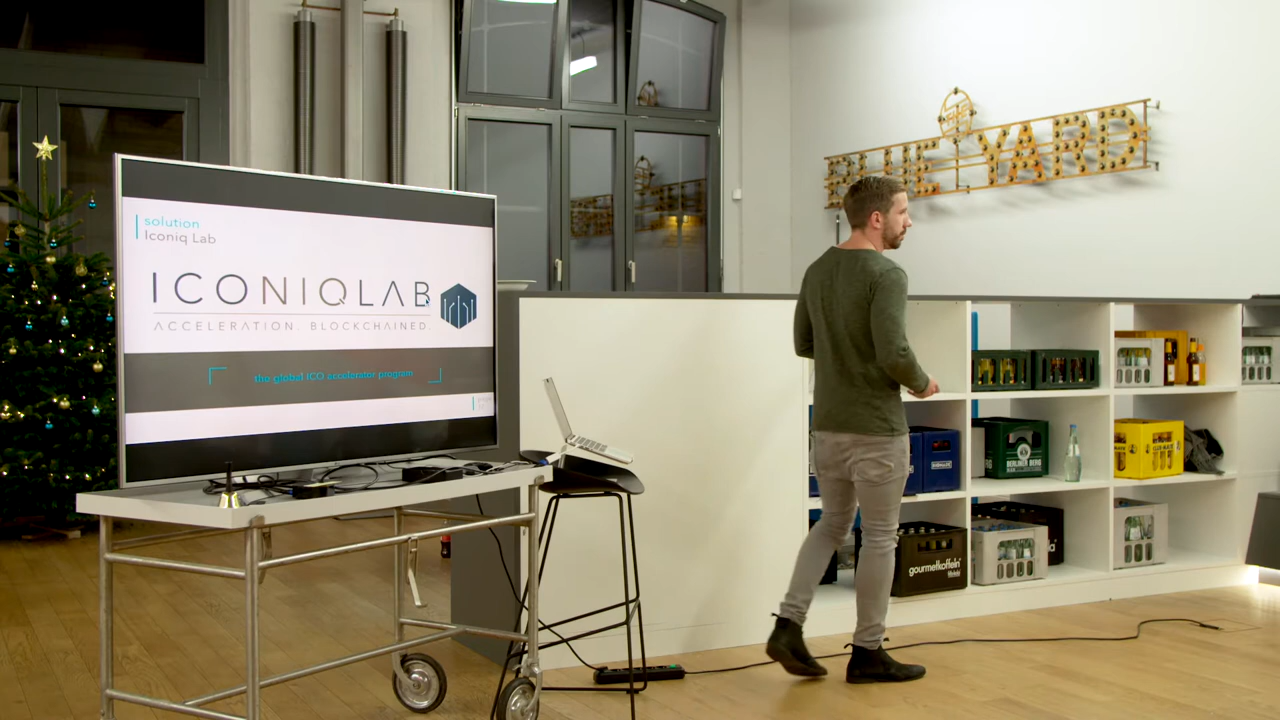 solution
Iconiq Lab
ICONIQLAB
ACCELERATION. BLOCKCHAINED.
the global ICO accelerator program
BLUE YARD
BERLINER BERG
gourmetkoffein